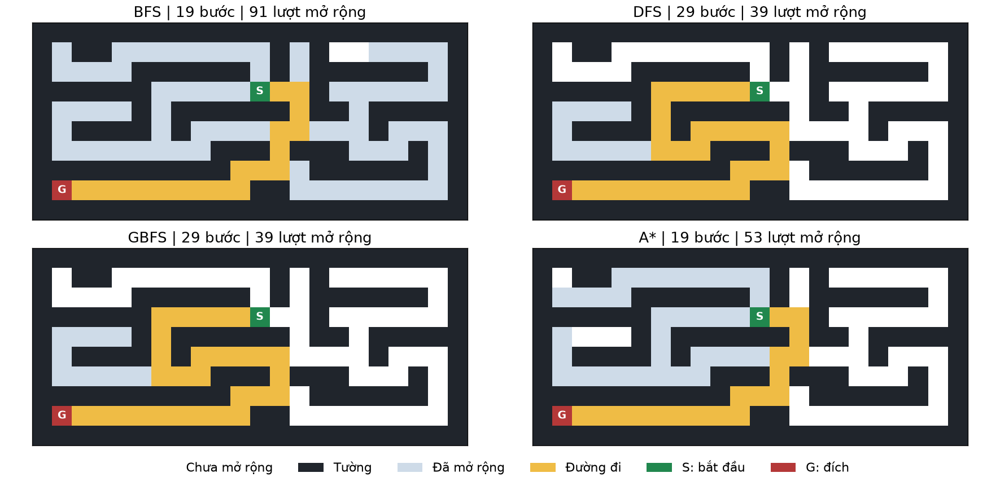 BFS | 19 bước | 91 lượt mở rộng
DFS | 29 bước | 39 lượt mở rộng
S
S
G
G
GBFS | 29 bước | 39 lượt mở rộng
A* | 19 bước | 53 lượt mở rộng
S
S
G
G
Chưa mở rộng
Tường
Đã mở rộng
Đường đi
S: bắt đầu
G: đích